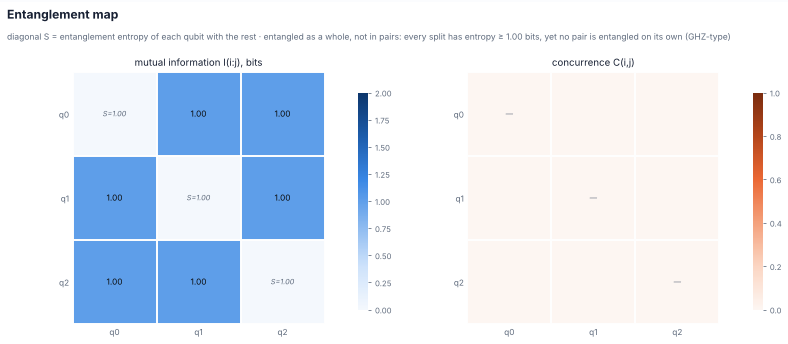 Entanglement map
diagonal S = entanglement entropy of each qubit with the rest · entangled as a whole, not in pairs: every split has entropy ≥ 1.00 bits, yet no pair is entangled on its own (GHZ-type)
mutual information I(i:j), bits
q0
S=1.00
1.00
1.00
q1
1.00
S=1.00
1.00
q2
1.00
1.00
S=1.00
q0
q1
q2
2.00
1.75
1.50
1.25
1.00
0.75
0.50
0.25
0.00
concurrence C(i,j)
q0
—
q1
—
q2
—
q0
q1
q2
1.0
0.8
0.6
0.4
0.2
0.0